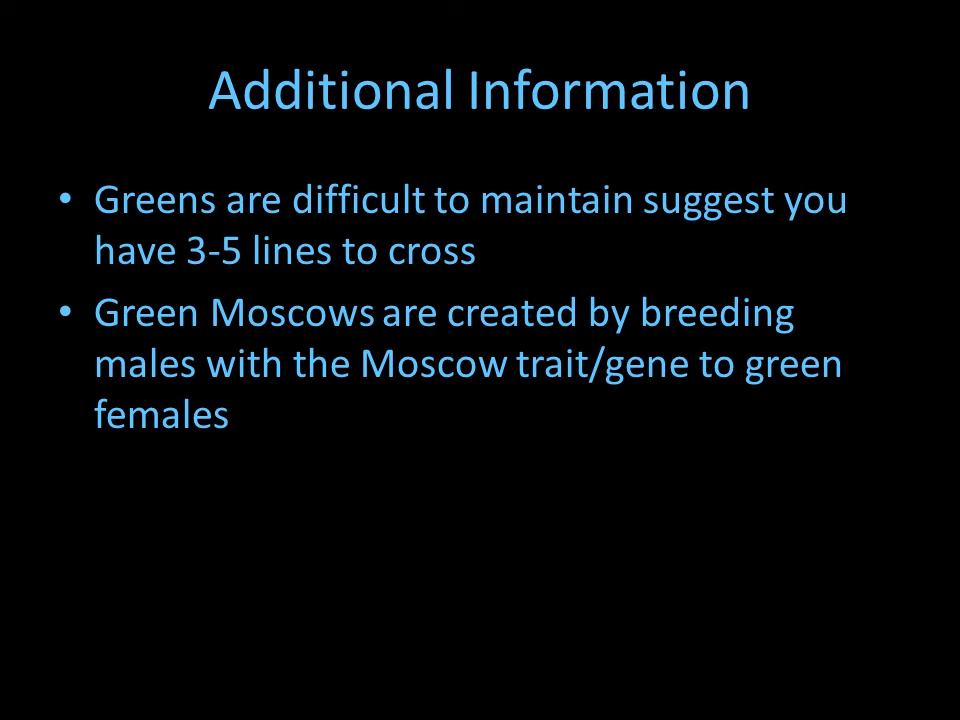 Additional Information
• Greens are difficult to maintain suggest you
have 3-5 lines to cross
• Green Moscows are created by breeding
males with the Moscow trait/gene to green
females